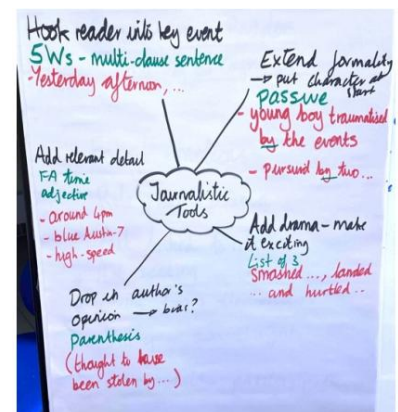 Hook reader into key event
5Ws - multi-clause sentence
- Yesterday afternoon, ...
Extend formality
→ put character at
start
passive
- young boy traumatised
by the events
- pursued by two...
Add relevant detail
FA time
adjective
- around 4pm
- blue Austin-7
- high-speed
Journalistic
Tools
Add drama - make
it exciting
List of 3
Smashed ..., landed
... and hurtled ..
Drop in author's
opinion → bias?
Parenthesis
(thought to have
been stolen by ...)